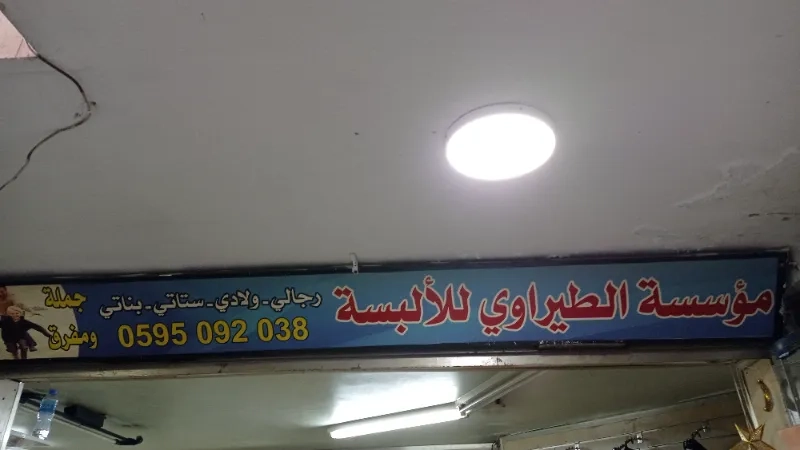 مؤسسة الطيراوي للألبسة
رجالي - ولادي - ستاتي - بناتي
0595 092 038
جملة
ومفرق